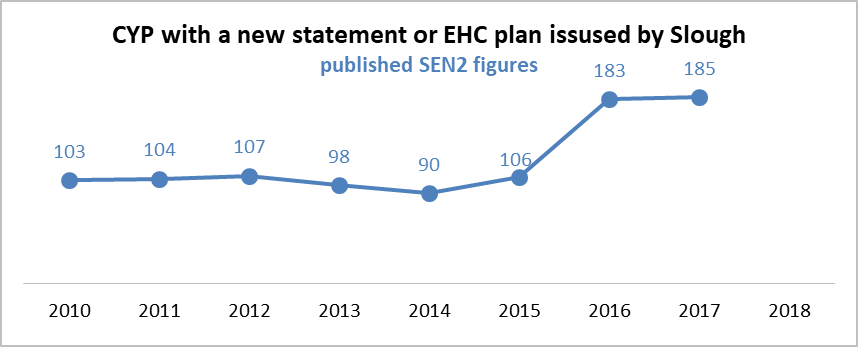 CYP with a new statement or EHC plan issused by Slough
published SEN2 figures
183 185
103 104 107 98 90 106
2010 2011 2012 2013 2014 2015 2016 2017 2018